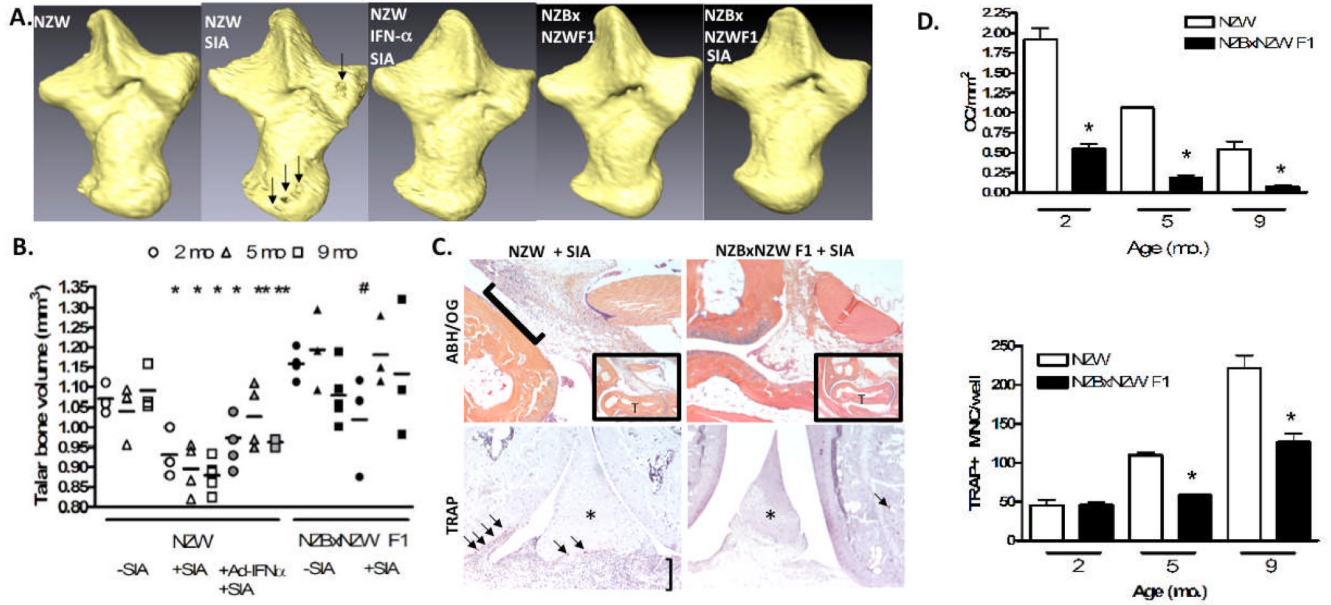 A.
NZW
NZW
SIA
NZW
IFN-α
SIA
NZBx
NZWF1
NZBx
NZWF1
SIA
B.
2 mo 5 mo 9 mo
* * * * ** ** #
Talar bone volume (mm³)
1.35
1.30
1.25
1.20
1.15
1.10
1.05
1.00
0.95
0.90
0.85
0.80
NZW NZBxNZW F1
-SIA +SIA +Ad-IFNα
+SIA
-SIA +SIA
C.
NZW + SIA NZBxNZW F1 + SIA
ABH/OG
T
T
TRAP
*
*
D.
NZW
NZBxNZW F1
OC/mm²
2.25
2.00
1.75
1.50
1.25
1.00
0.75
0.50
0.25
0.00
* * *
2 5 9
Age (mo.)
NZW
NZBxNZW F1
TRAP+ MNC/well
250
200
150
100
50
0
* *
2 5 9
Age (mo.)